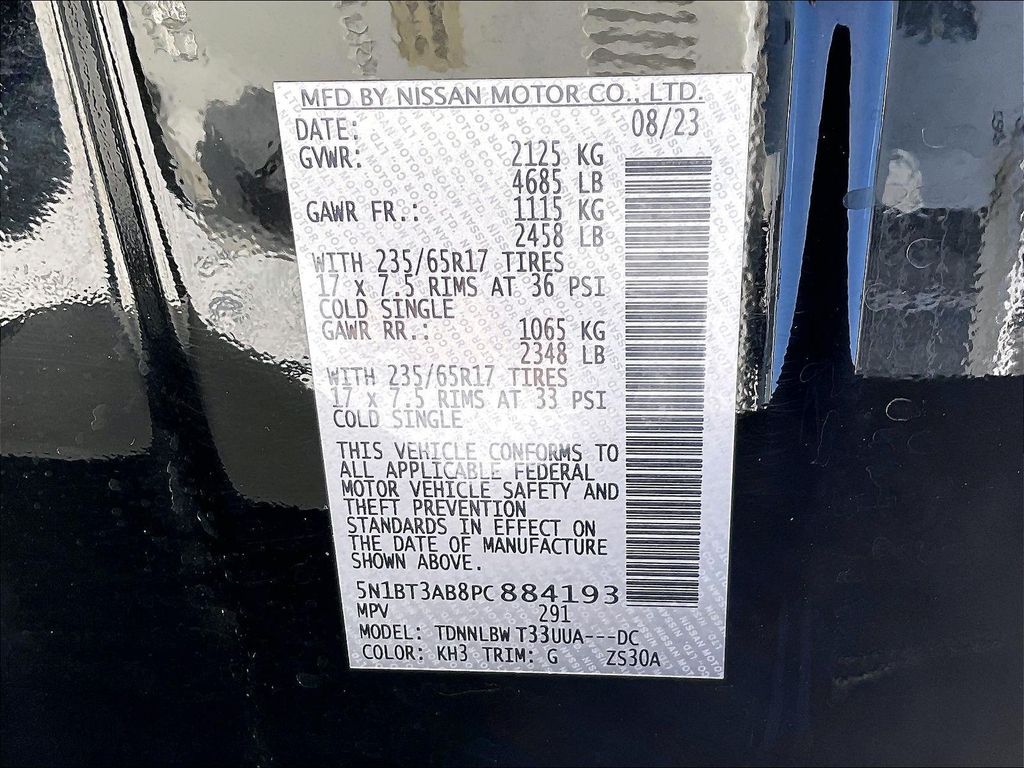 MFD BY NISSAN MOTOR CO., LTD.
DATE: 08/23
GVWR: 2125 KG
4685 LB
GAWR FR.: 1115 KG
2458 LB
WITH 235/65R17 TIRES
17 x 7.5 RIMS AT 36 PSI
COLD SINGLE
GAWR RR.: 1065 KG
2348 LB
WITH 235/65R17 TIRES
17 x 7.5 RIMS AT 33 PSI
COLD SINGLE
THIS VEHICLE CONFORMS TO
ALL APPLICABLE FEDERAL
MOTOR VEHICLE SAFETY AND
THEFT PREVENTION
STANDARDS IN EFFECT ON
THE DATE OF MANUFACTURE
SHOWN ABOVE.
5N1BT3AB8PC884193
MPV 291
MODEL: TDNNLBW T33UUA---DC
COLOR: KH3 TRIM: G ZS30A